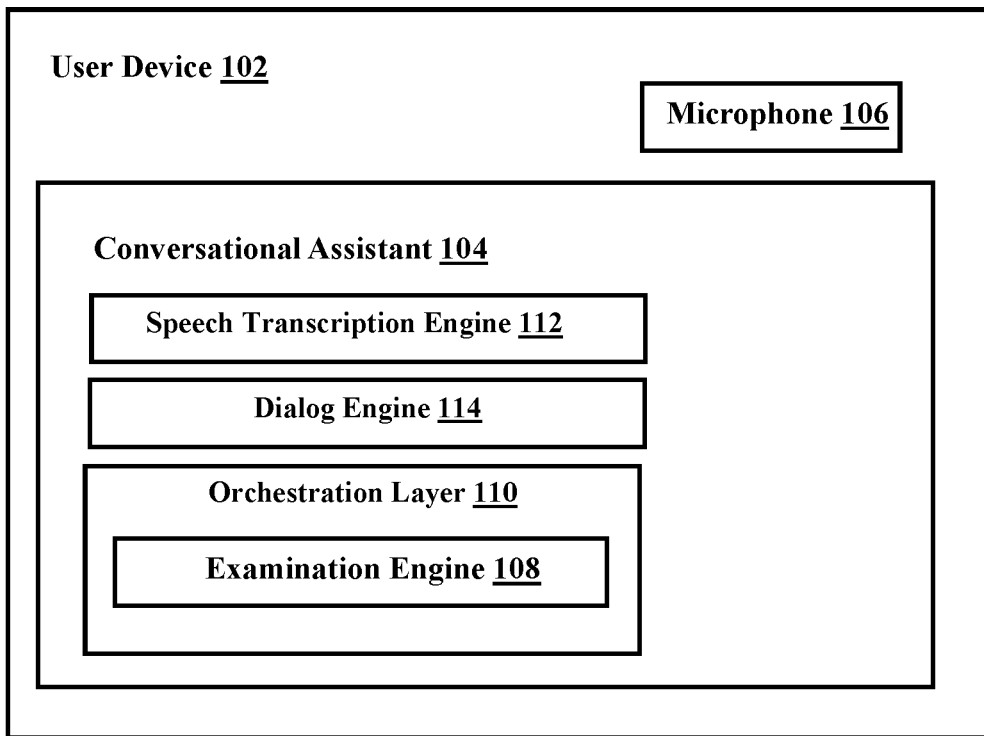 User Device 102
Microphone 106
Conversational Assistant 104
Speech Transcription Engine 112
Dialog Engine 114
Orchestration Layer 110
Examination Engine 108